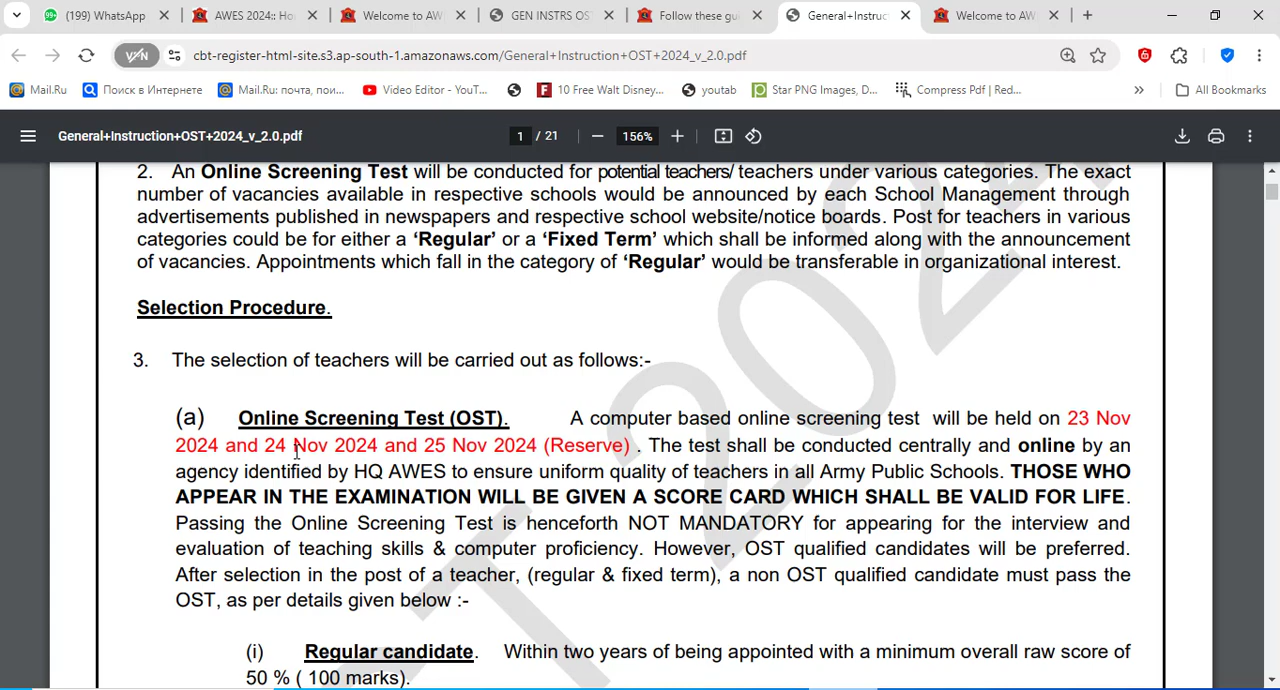 (199) WhatsApp
AWES 2024:: Ho
Welcome to AW
GEN INSTRS OST
Follow these gu
General+Instruc
Welcome to AW
cbt-register-html-site.s3.ap-south-1.amazonaws.com/General+Instruction+OST+2024_v_2.0.pdf
Mail.Ru
Поиск в Интернете
Mail.Ru: почта, пои...
Video Editor - YouT...
10 Free Walt Disney...
youtab
Star PNG Images, D...
Compress Pdf | Red...
»
All Bookmarks
General+Instruction+OST+2024_v_2.0.pdf
1 / 21
156%
2. An Online Screening Test will be conducted for potential teachers/ teachers under various categories. The exact
number of vacancies available in respective schools would be announced by each School Management through
advertisements published in newspapers and respective school website/notice boards. Post for teachers in various
categories could be for either a ‘Regular’ or a ‘Fixed Term’ which shall be informed along with the announcement
of vacancies. Appointments which fall in the category of ‘Regular’ would be transferable in organizational interest.
Selection Procedure.
3. The selection of teachers will be carried out as follows:-
(a) Online Screening Test (OST). A computer based online screening test will be held on 23 Nov
2024 and 24 Nov 2024 and 25 Nov 2024 (Reserve) . The test shall be conducted centrally and online by an
agency identified by HQ AWES to ensure uniform quality of teachers in all Army Public Schools. THOSE WHO
APPEAR IN THE EXAMINATION WILL BE GIVEN A SCORE CARD WHICH SHALL BE VALID FOR LIFE.
Passing the Online Screening Test is henceforth NOT MANDATORY for appearing for the interview and
evaluation of teaching skills & computer proficiency. However, OST qualified candidates will be preferred.
After selection in the post of a teacher, (regular & fixed term), a non OST qualified candidate must pass the
OST, as per details given below :-
(i) Regular candidate. Within two years of being appointed with a minimum overall raw score of
50 % ( 100 marks).